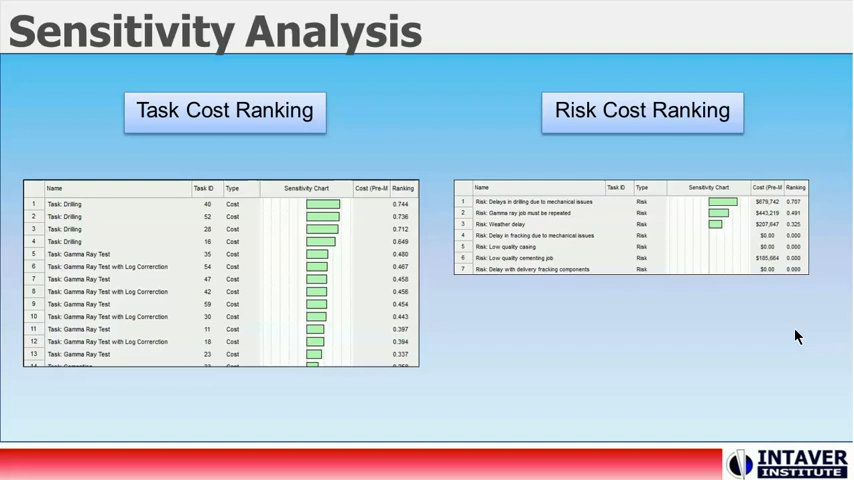 Sensitivity Analysis
Task Cost Ranking
Risk Cost Ranking
Name Task ID Type Sensitivity Chart Cost (Pre-M Ranking
1 Task: Drilling 40 Cost 0.744
2 Task: Drilling 52 Cost 0.736
3 Task: Drilling 28 Cost 0.712
4 Task: Drilling 16 Cost 0.649
5 Task: Gamma Ray Test 35 Cost 0.480
6 Task: Gamma Ray Test with Log Correrction 54 Cost 0.467
7 Task: Gamma Ray Test 47 Cost 0.458
8 Task: Gamma Ray Test with Log Correrction 42 Cost 0.456
9 Task: Gamma Ray Test 59 Cost 0.454
10 Task: Gamma Ray Test with Log Correrction 30 Cost 0.443
11 Task: Gamma Ray Test 11 Cost 0.397
12 Task: Gamma Ray Test with Log Correrction 18 Cost 0.394
13 Task: Gamma Ray Test 23 Cost 0.337
Name Task ID Type Sensitivity Chart Cost (Pre-M Ranking
1 Risk: Delays in drilling due to mechanical issues Risk $679,742 0.707
2 Risk: Gamma ray job must be repeated Risk $443,219 0.491
3 Risk: Weather delay Risk $207,647 0.325
4 Risk: Delay in fracking due to mechanical issues Risk $0.00 0.000
5 Risk: Low quality casing Risk $0.00 0.000
6 Risk: Low quality cementing job Risk $185,664 0.000
7 Risk: Delay with delivery fracking components Risk $0.00 0.000
INTAVER
INSTITUTE